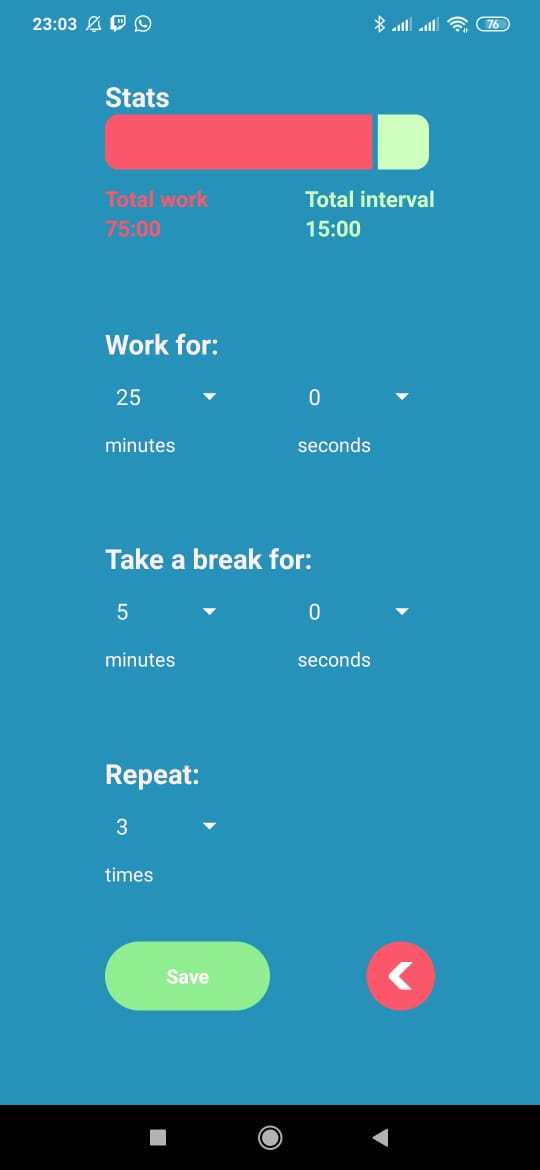 23:03 76
Stats
Total work Total interval
75:00 15:00
Work for:
25 0
minutes seconds
Take a break for:
5 0
minutes seconds
Repeat:
3
times
Save